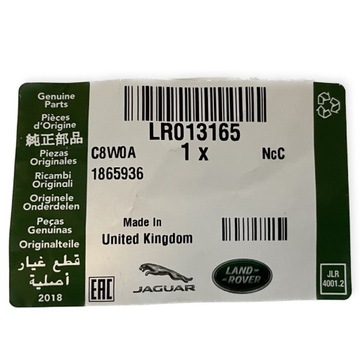 Genuine
Parts
Pièces
d'Origine
純正部品
Piezas
Originales
Ricambi
Originali
Originele
Onderdelen
Peças
Genuinas
Originalteile
قطع غيار
أصلية
2018
LR013165
C8W0A
1 x
NcC
1865936
Made In
United Kingdom
EAC
JAGUAR
LAND-
-ROVER
JLR
4001.2